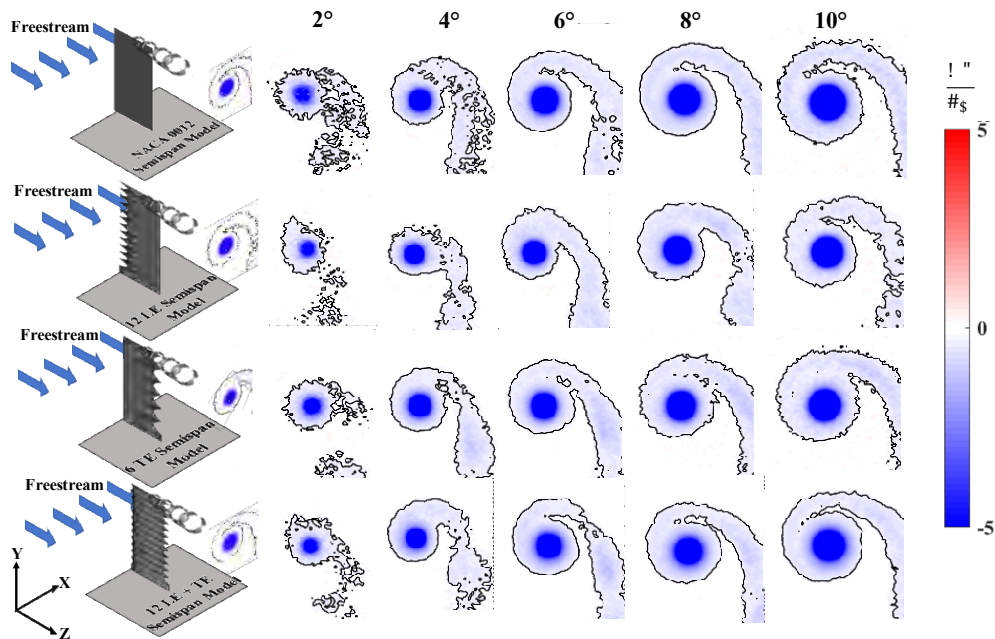 Freestream
2° 4° 6° 8° 10°
! "
#$
5
NACA 0012
Semispan Model
Freestream
12 LE Semispan
Model
0
Freestream
6 TE Semispan
Model
Freestream
-5
12 LE + TE
Semispan Model
Y
X
Z